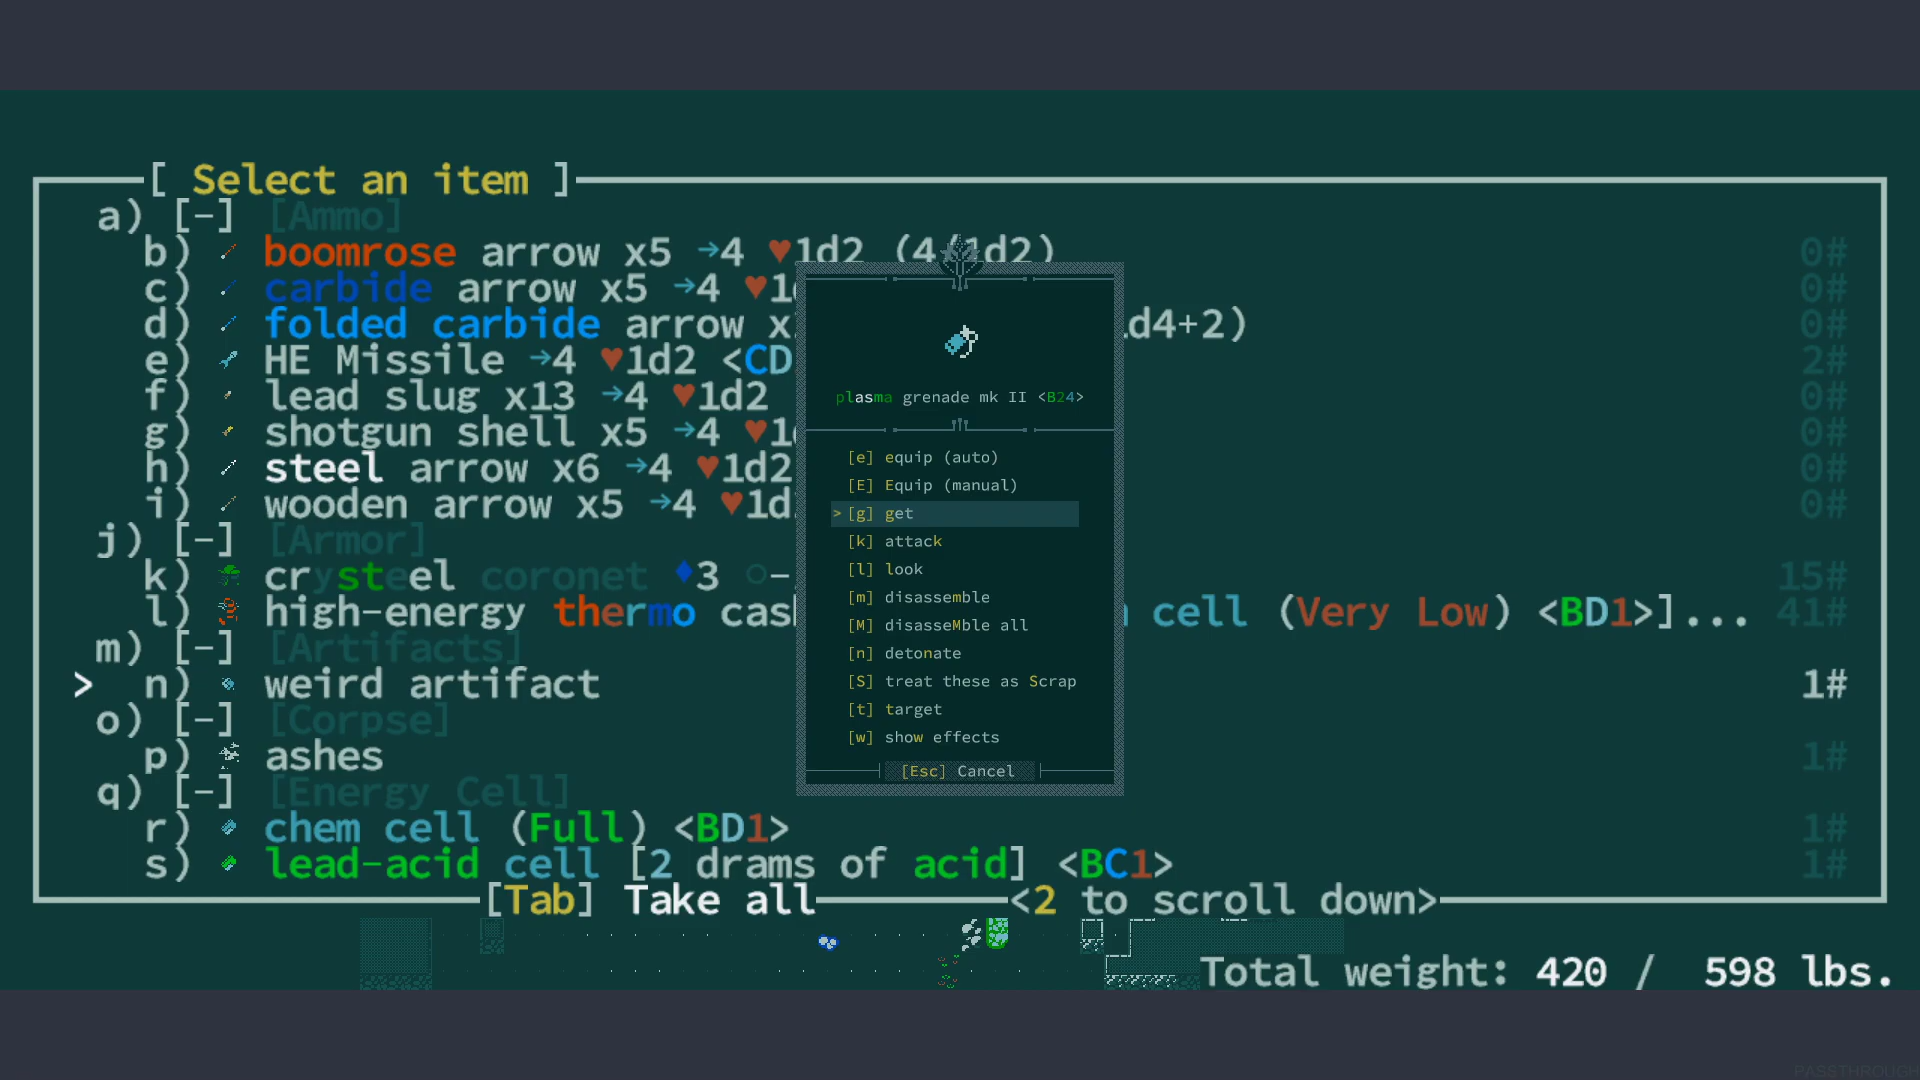 [ Select an item ]
a) [-] [Ammo]
b) boomrose arrow x5 →4 ♥1d2 (4/1d2) 0#
c) carbide arrow x5 →4 ♥1 0#
d) folded carbide arrow x d4+2) 0#
e) HE Missile →4 ♥1d2 <CD 2#
f) lead slug x13 →4 ♥1d2 0#
g) shotgun shell x5 →4 ♥1 0#
h) steel arrow x6 →4 ♥1d2 0#
i) wooden arrow x5 →4 ♥1d 0#
j) [-] [Armor]
k) crysteel coronet ♦3 ○- 15#
l) high-energy thermo cas cell (Very Low) <BD1>]... 41#
m) [-] [Artifacts]
> n) weird artifact 1#
o) [-] [Corpse]
p) ashes 1#
q) [-] [Energy Cell]
r) chem cell (Full) <BD1> 1#
s) lead-acid cell [2 drams of acid] <BC1> 1#
[Tab] Take all <2 to scroll down>
Total weight: 420 / 598 lbs.
plasma grenade mk II <B24>
[e] equip (auto)
[E] Equip (manual)
> [g] get
[k] attack
[l] look
[m] disassemble
[M] disasseMble all
[n] detonate
[S] treat these as Scrap
[t] target
[w] show effects
[Esc] Cancel
PASSTHROUGH